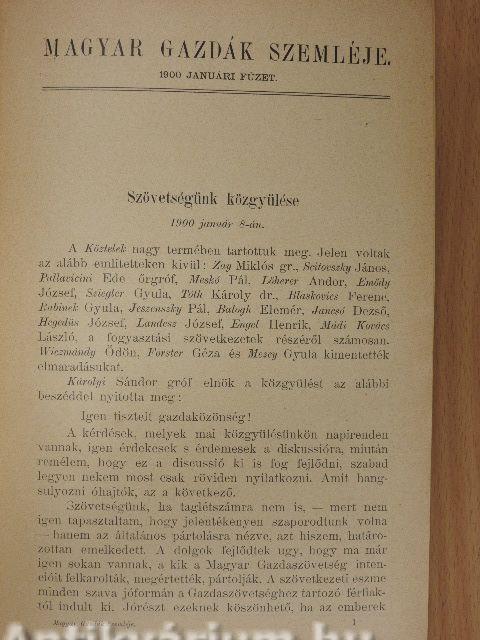 MAGYAR GAZDÁK SZEMLÉJE.
1900 JANUÁRI FÜZET.
Szövetségünk közgyülése
1900 január 8-án.
A Köztelek nagy termében tartottuk meg. Jelen voltak
az alább emlitetteken kivül: Zay Miklós gr., Scitovszky János,
Pallavicini Ede őrgróf, Meskó Pál, Löherer Andor, Emődy
József, Sziegler Gyula, Tóth Károly dr., Blaskovics Ferenc,
Rubinek Gyula, Jeszenszky Pál, Balogh Elemér, Jancsó Dezső,
Hegedüs József, Landesz József, Engel Henrik, Mádi Kovács
László, a fogyasztási szövetkezetek részéről számosan.
Wiezmándy Ödön, Forster Géza és Mezey Gyula kimentették
elmaradásukat.
Károlyi Sándor gróf elnök a közgyülést az alábbi
beszéddel nyitotta meg:
Igen tisztelt gazdaközönség!
A kérdések, melyek mai közgyülésünkön napirenden
vannak, igen érdekesek s érdemesek a diskussióra, miután
remélem, hogy ez a discussió ki is fog fejlődni, szabad
legyen nekem most csak röviden nyilatkozni. Amit hang-
sulyozni óhajtok, az a következő.
Szövetségünk, ha taglétszámra nem is, — mert nem
igen tapasztaltam, hogy jelentékenyen szaporodtunk volna
— hanem az általános pártolásra nézve, azt hiszem, határo-
zottan emelkedett. A dolgok fejlődtek ugy, hogy ma már
igen sokan vannak, a kik a Magyar Gazdaszövetség inten-
cióit felkarolták, megértették, pártolják. A szövetkezeti eszme
minden szava jóformán a Gazdaszövetséghez tartozó férfiak-
tól indult ki. Jórészt ezeknek köszönhető, ha az emberek
Magyar Gazdák Szemléje.
1